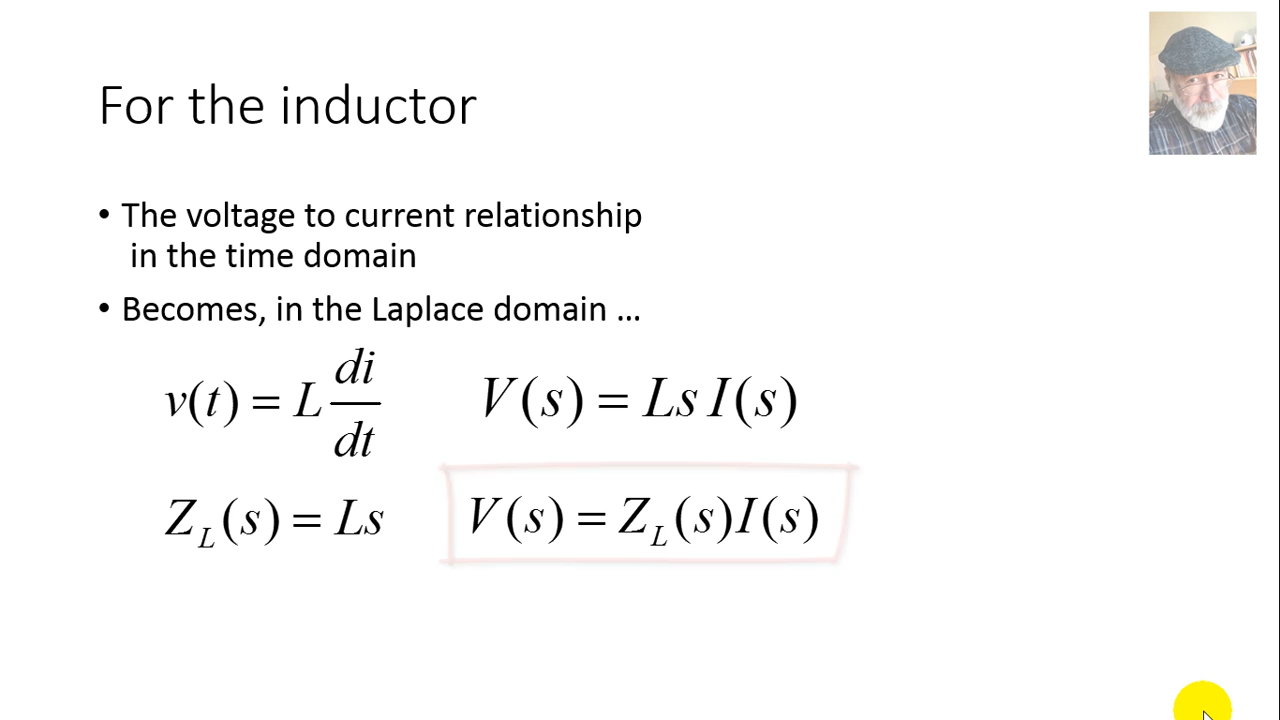 For the inductor
• The voltage to current relationship
in the time domain
• Becomes, in the Laplace domain ...
v(t) = L di/dt
V(s) = Ls I(s)
Z_L(s) = Ls
V(s) = Z_L(s)I(s)